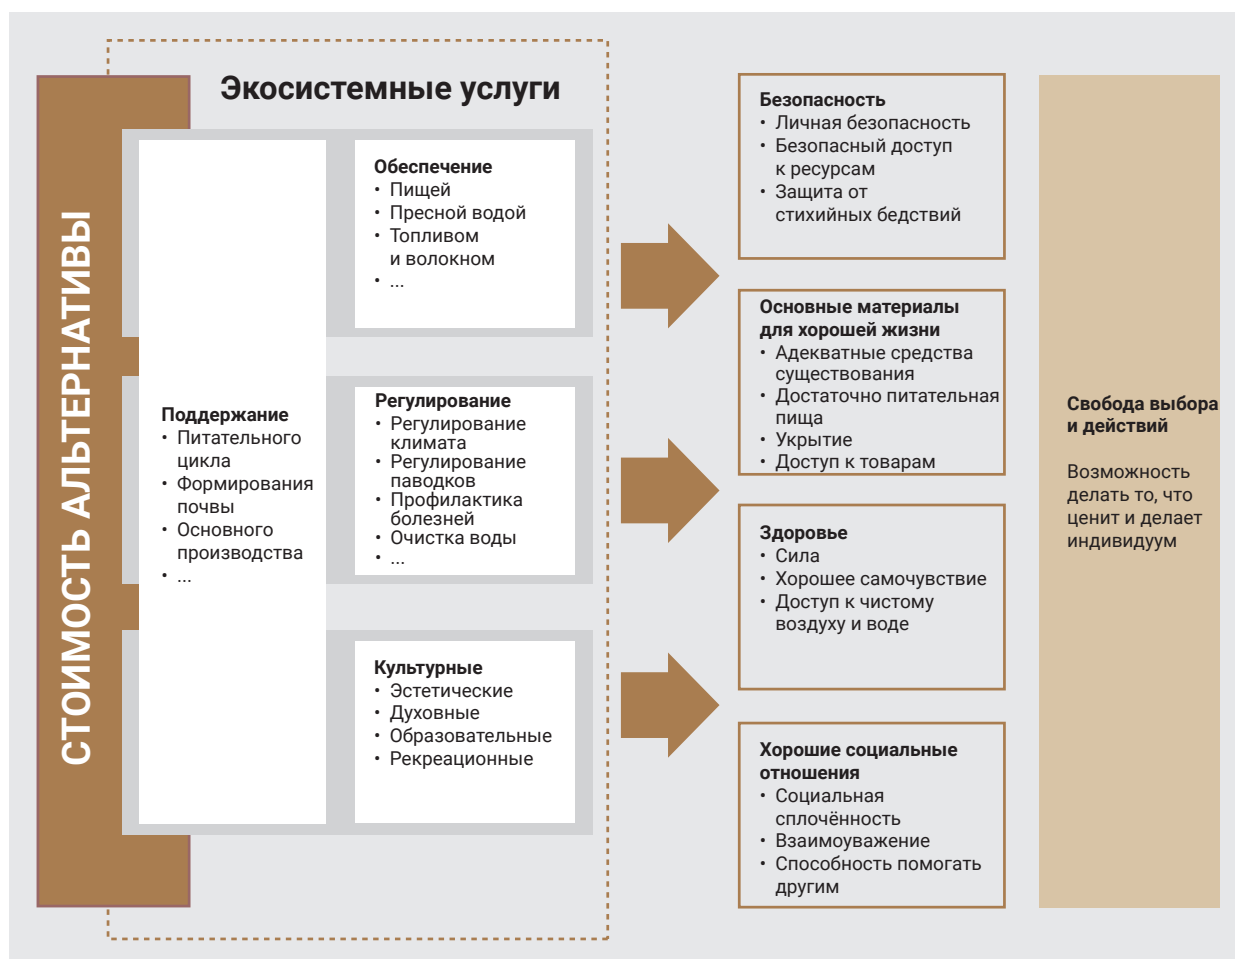 СТОИМОСТЬ АЛЬТЕРНАТИВЫ
Экосистемные услуги
Поддержание
• Питательного
цикла
• Формирования
почвы
• Основного
производства
• ...
Обеспечение
• Пищей
• Пресной водой
• Топливом
и волокном
• ...
Регулирование
• Регулирование
климата
• Регулирование
паводков
• Профилактика
болезней
• Очистка воды
• ...
Культурные
• Эстетические
• Духовные
• Образовательные
• Рекреационные
Безопасность
• Личная безопасность
• Безопасный доступ
к ресурсам
• Защита от
стихийных бедствий
Основные материалы
для хорошей жизни
• Адекватные средства
существования
• Достаточно питательная
пища
• Укрытие
• Доступ к товарам
Здоровье
• Сила
• Хорошее самочувствие
• Доступ к чистому
воздуху и воде
Хорошие социальные
отношения
• Социальная
сплочённость
• Взаимоуважение
• Способность помогать
другим
Свобода выбора
и действий
Возможность
делать то, что
ценит и делает
индивидуум